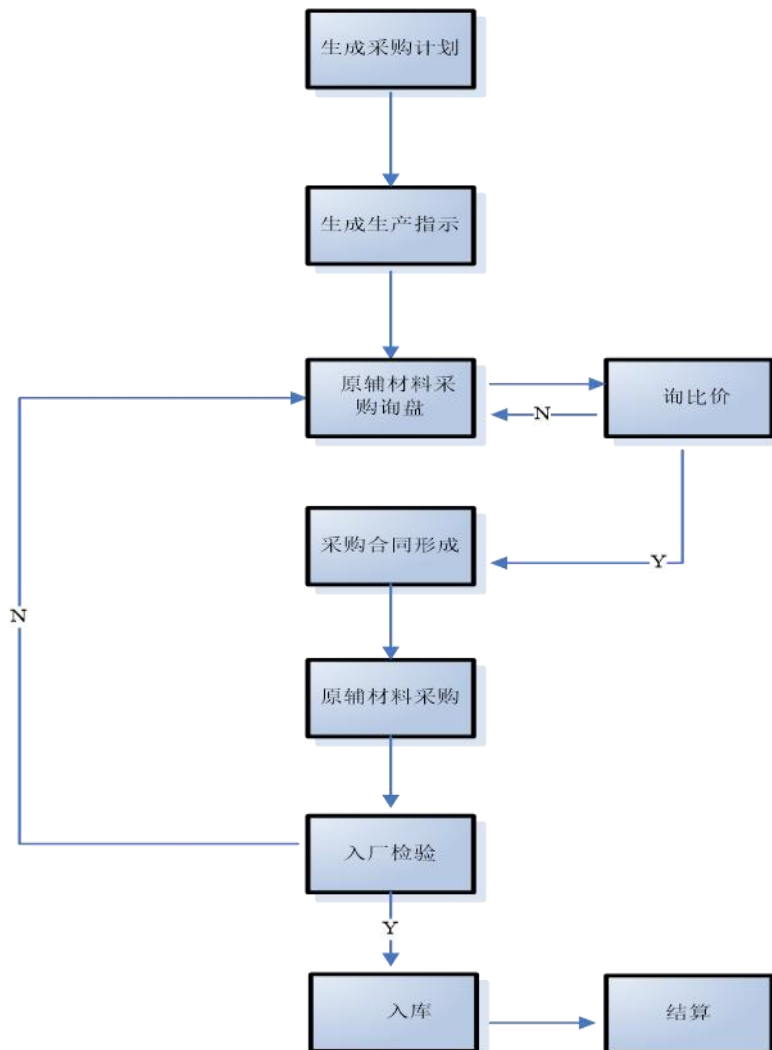 生成采购计划
生成生产指示
原辅材料采
购询盘
询比价
N
采购合同形成
Y
N
原辅材料采购
入厂检验
Y
入库
结算